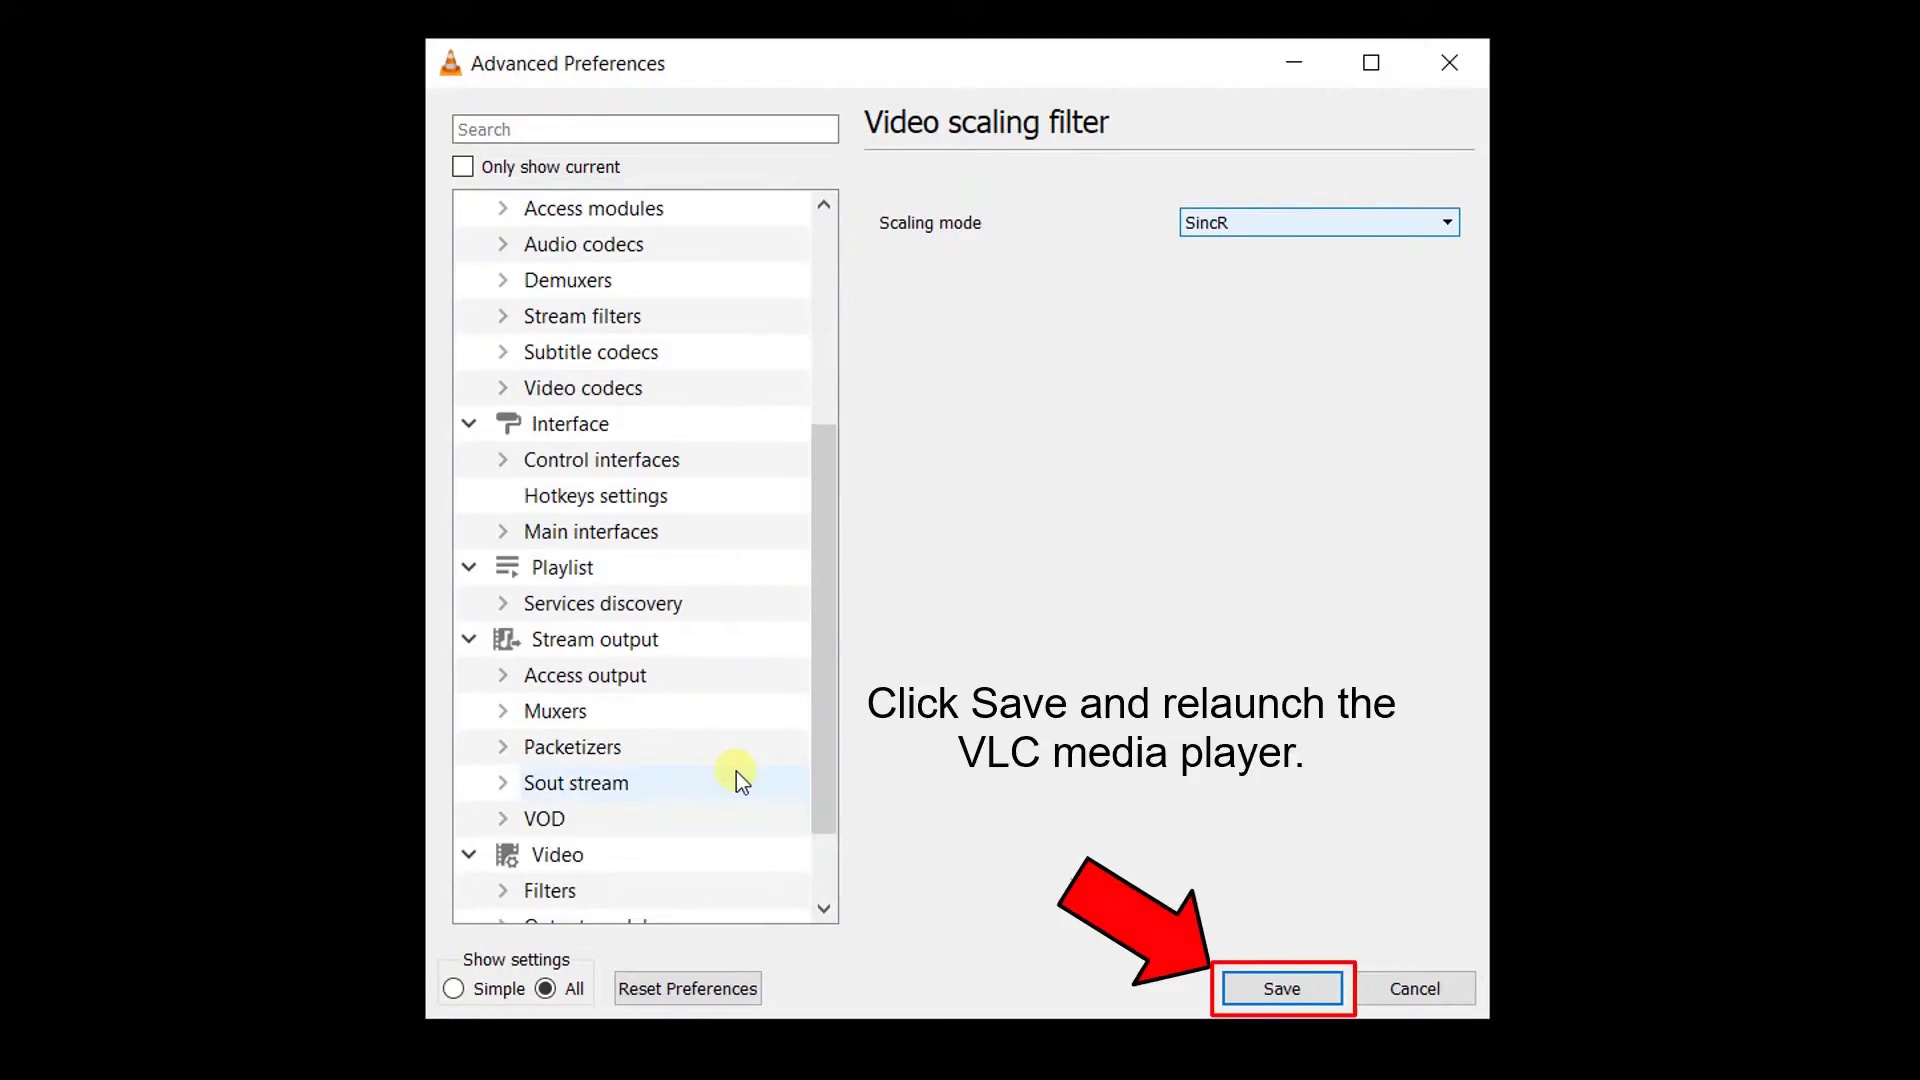 Advanced Preferences
Search
Only show current
Access modules
Audio codecs
Demuxers
Stream filters
Subtitle codecs
Video codecs
Interface
Control interfaces
Hotkeys settings
Main interfaces
Playlist
Services discovery
Stream output
Access output
Muxers
Packetizers
Sout stream
VOD
Video
Filters
Video scaling filter
Scaling mode
SincR
Click Save and relaunch the
VLC media player.
Show settings
Simple
All
Reset Preferences
Save
Cancel